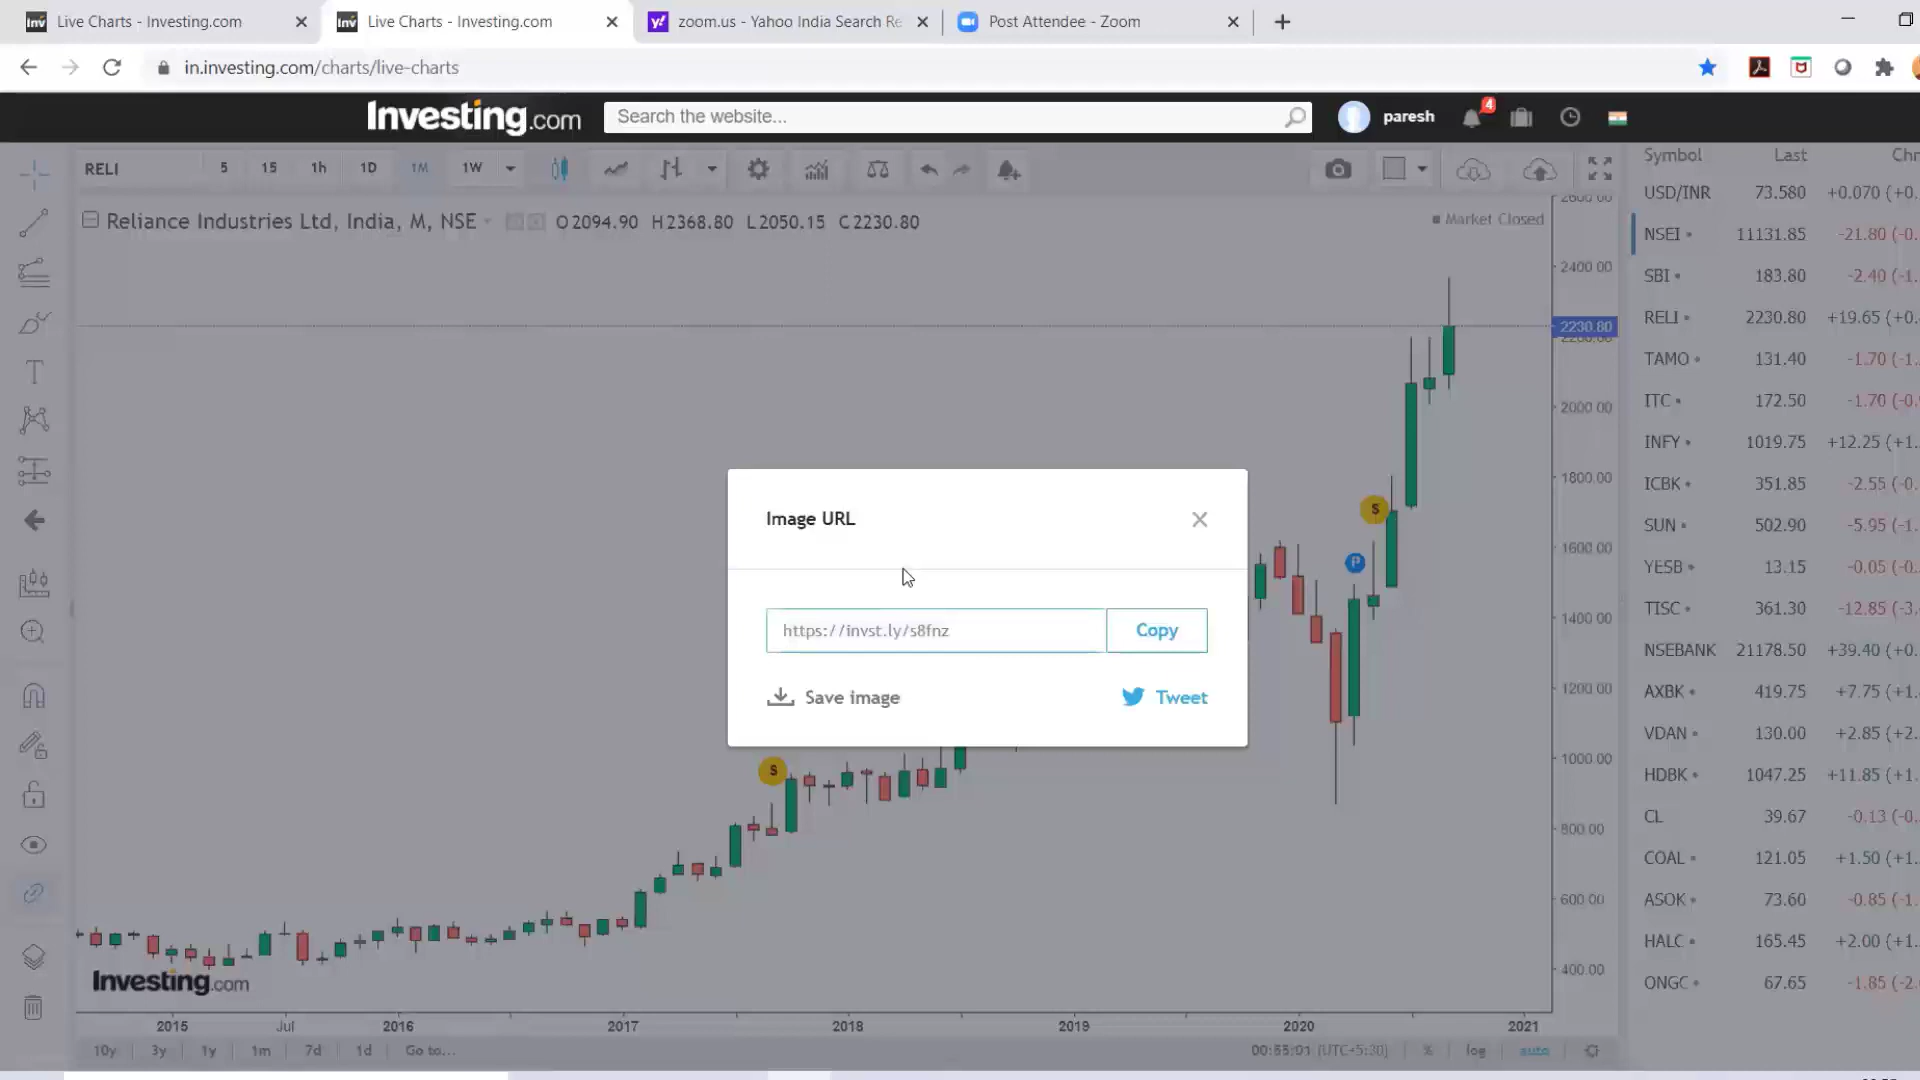 Live Charts - Investing.com
Live Charts - Investing.com
zoom.us - Yahoo India Search Re
Post Attendee - Zoom
in.investing.com/charts/live-charts
Investing.com
Search the website...
paresh
4
RELI 5 15 1h 1D 1M 1W
Symbol Last
Reliance Industries Ltd, India, M, NSE O2094.90 H2368.80 L2050.15 C2230.80
Market Closed
2400.00
2230.80
2000.00
1800.00
1600.00
1400.00
1200.00
1000.00
800.00
600.00
400.00
USD/INR 73.580 +0.070
NSEI 11131.85 -21.80
SBI 183.80 -2.40
RELI 2230.80 +19.65
TAMO 131.40 -1.70
ITC 172.50 -1.70
INFY 1019.75 +12.25
ICBK 351.85 -2.55
SUN 502.90 -5.95
YESB 13.15 -0.05
TISC 361.30 -12.85
NSEBANK 21178.50 +39.40
AXBK 419.75 +7.75
VDAN 130.00 +2.85
HDBK 1047.25 +11.85
CL 39.67 -0.13
COAL 121.05 +1.50
ASOK 73.60 -0.85
HALC 165.45 +2.00
ONGC 67.65 -1.85
Image URL
https://invst.ly/s8fnz
Copy
Save image
Tweet
$
P
$
Investing.com
2015 Jul 2016 2017 2018 2019 2020 2021
10y 3y 1y 1m 7d 1d Go to...
00:55:01 (UTC+5:30) % log auto